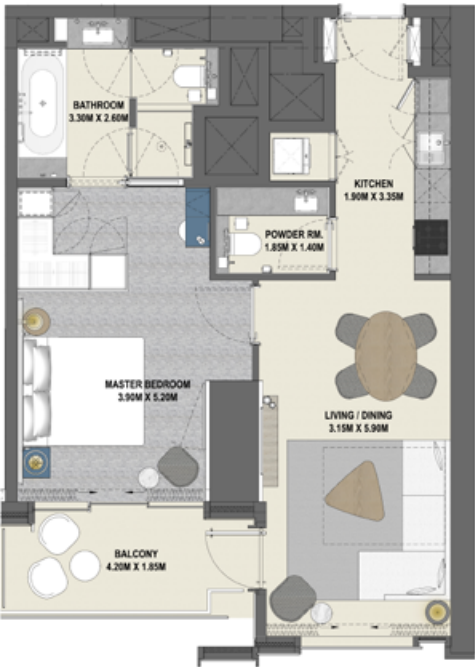 BATHROOM
3.30M X 2.60M
KITCHEN
1.90M X 3.35M
POWDER RM.
1.85M X 1.40M
MASTER BEDROOM
3.90M X 5.20M
LIVING / DINING
3.15M X 5.90M
BALCONY
4.20M X 1.85M